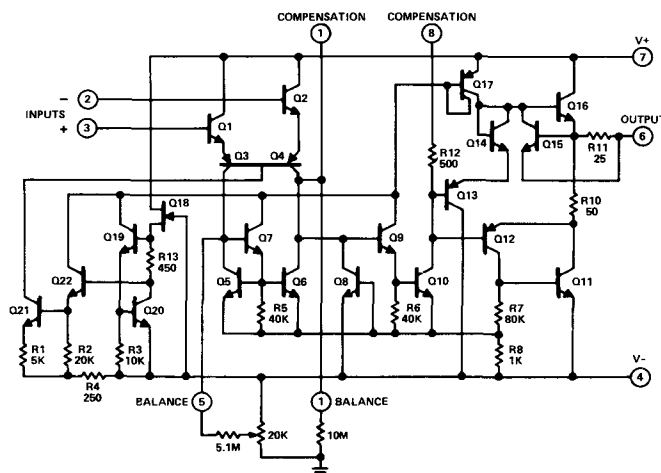 COMPENSATION COMPENSATION
1 8
V+
7
Q17
2 Q2
Q16
INPUTS
3 Q1
OUTPUT
6
Q14 Q15
R11
25
Q3 Q4
R12
500
Q18
Q13
R10
50
Q19
R13
450
Q7
Q9
Q12
Q22
Q5 Q6 Q8 Q10
Q11
Q21
Q20
R5
40K
R6
40K
R7
80K
R1
5K
R2
20K
R3
10K
R8
1K
R4
250
V-
4
BALANCE 5
1 BALANCE
5.1M
20K
10M